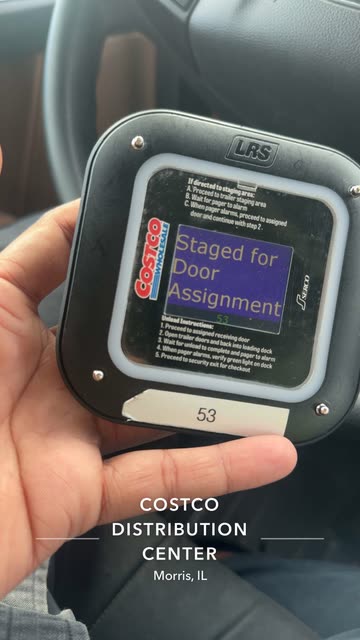 LRS
If directed to staging area:
A. Proceed to trailer staging area
B. Wait for pager to alarm
C. When pager alarms, proceed to assigned
door and continue with step 2.
COSTCO
WHOLESALE
Staged for
Door
Assignment
53
SERCO
Unload Instructions:
1. Proceed to assigned receiving door
2. Open trailer doors and back into loading dock
3. Wait for unload to complete and pager to alarm
4. When pager alarms, verify green light on dock
5. Proceed to security exit for checkout
53
COSTCO
DISTRIBUTION
CENTER
Morris, IL